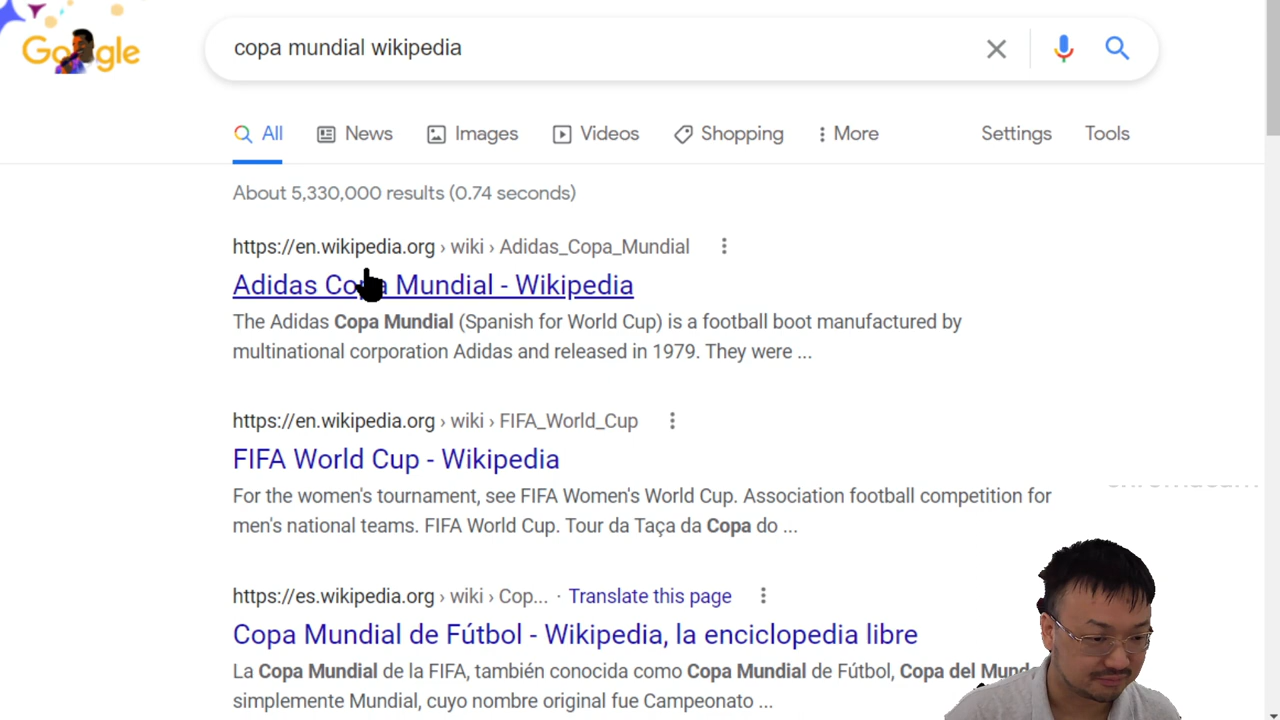 Google
copa mundial wikipedia
All News Images Videos Shopping More Settings Tools
About 5,330,000 results (0.74 seconds)
https://en.wikipedia.org › wiki › Adidas_Copa_Mundial
Adidas Copa Mundial - Wikipedia
The Adidas Copa Mundial (Spanish for World Cup) is a football boot manufactured by
multinational corporation Adidas and released in 1979. They were ...
https://en.wikipedia.org › wiki › FIFA_World_Cup
FIFA World Cup - Wikipedia
For the women's tournament, see FIFA Women's World Cup. Association football competition for
men's national teams. FIFA World Cup. Tour da Taça da Copa do ...
https://es.wikipedia.org › wiki › Cop... · Translate this page
Copa Mundial de Fútbol - Wikipedia, la enciclopedia libre
La Copa Mundial de la FIFA, también conocida como Copa Mundial de Fútbol, Copa del
simplemente Mundial, cuyo nombre original fue Campeonato ...